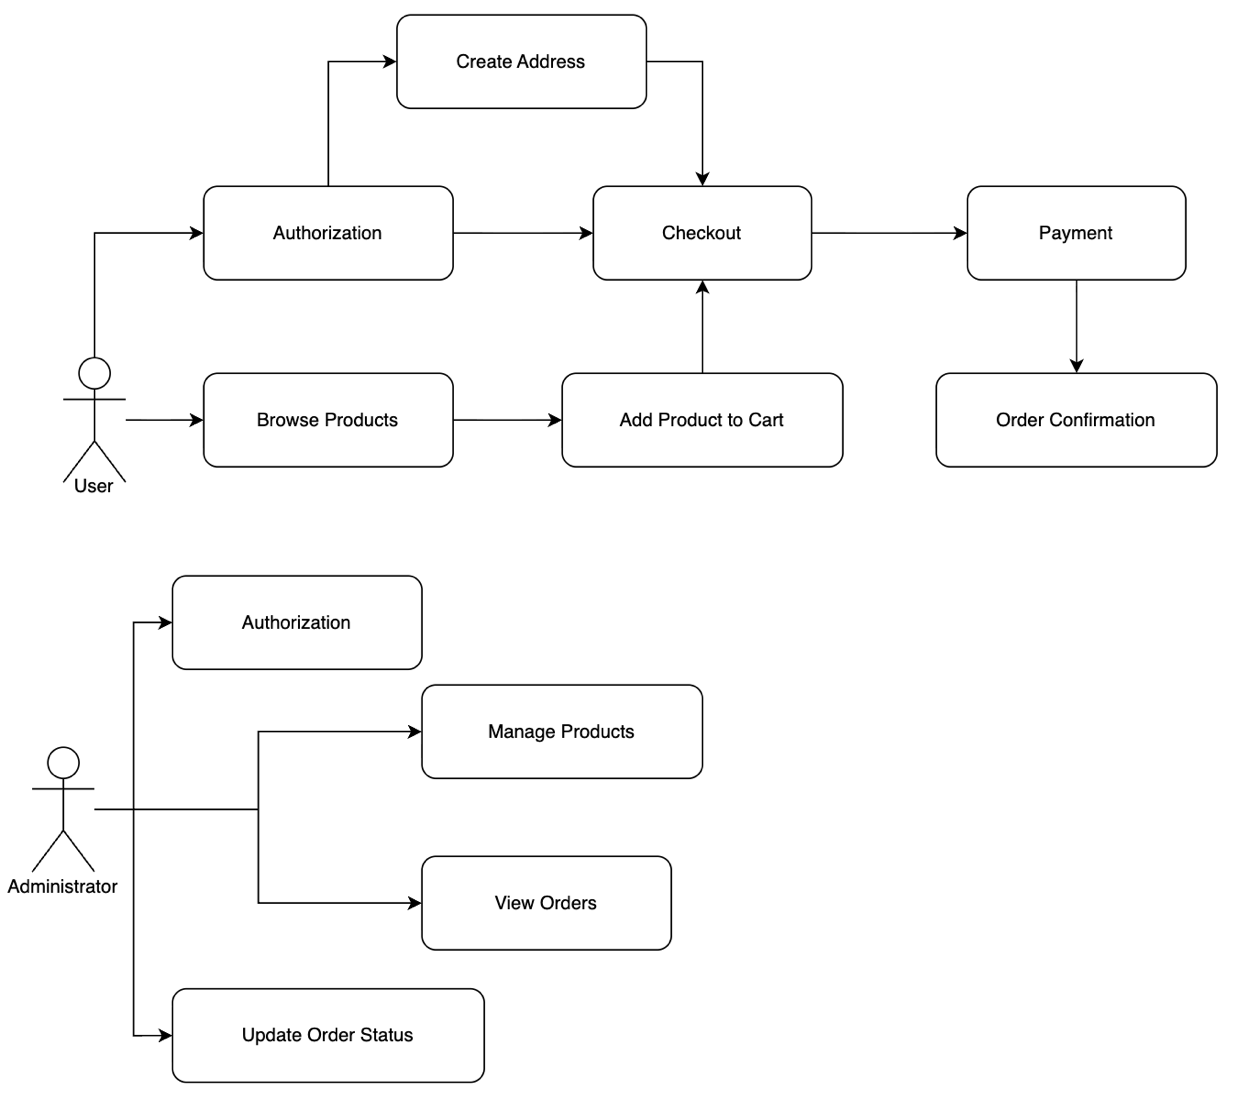 Create Address
Authorization
Checkout
Payment
Browse Products
Add Product to Cart
Order Confirmation
User
Authorization
Manage Products
Administrator
View Orders
Update Order Status